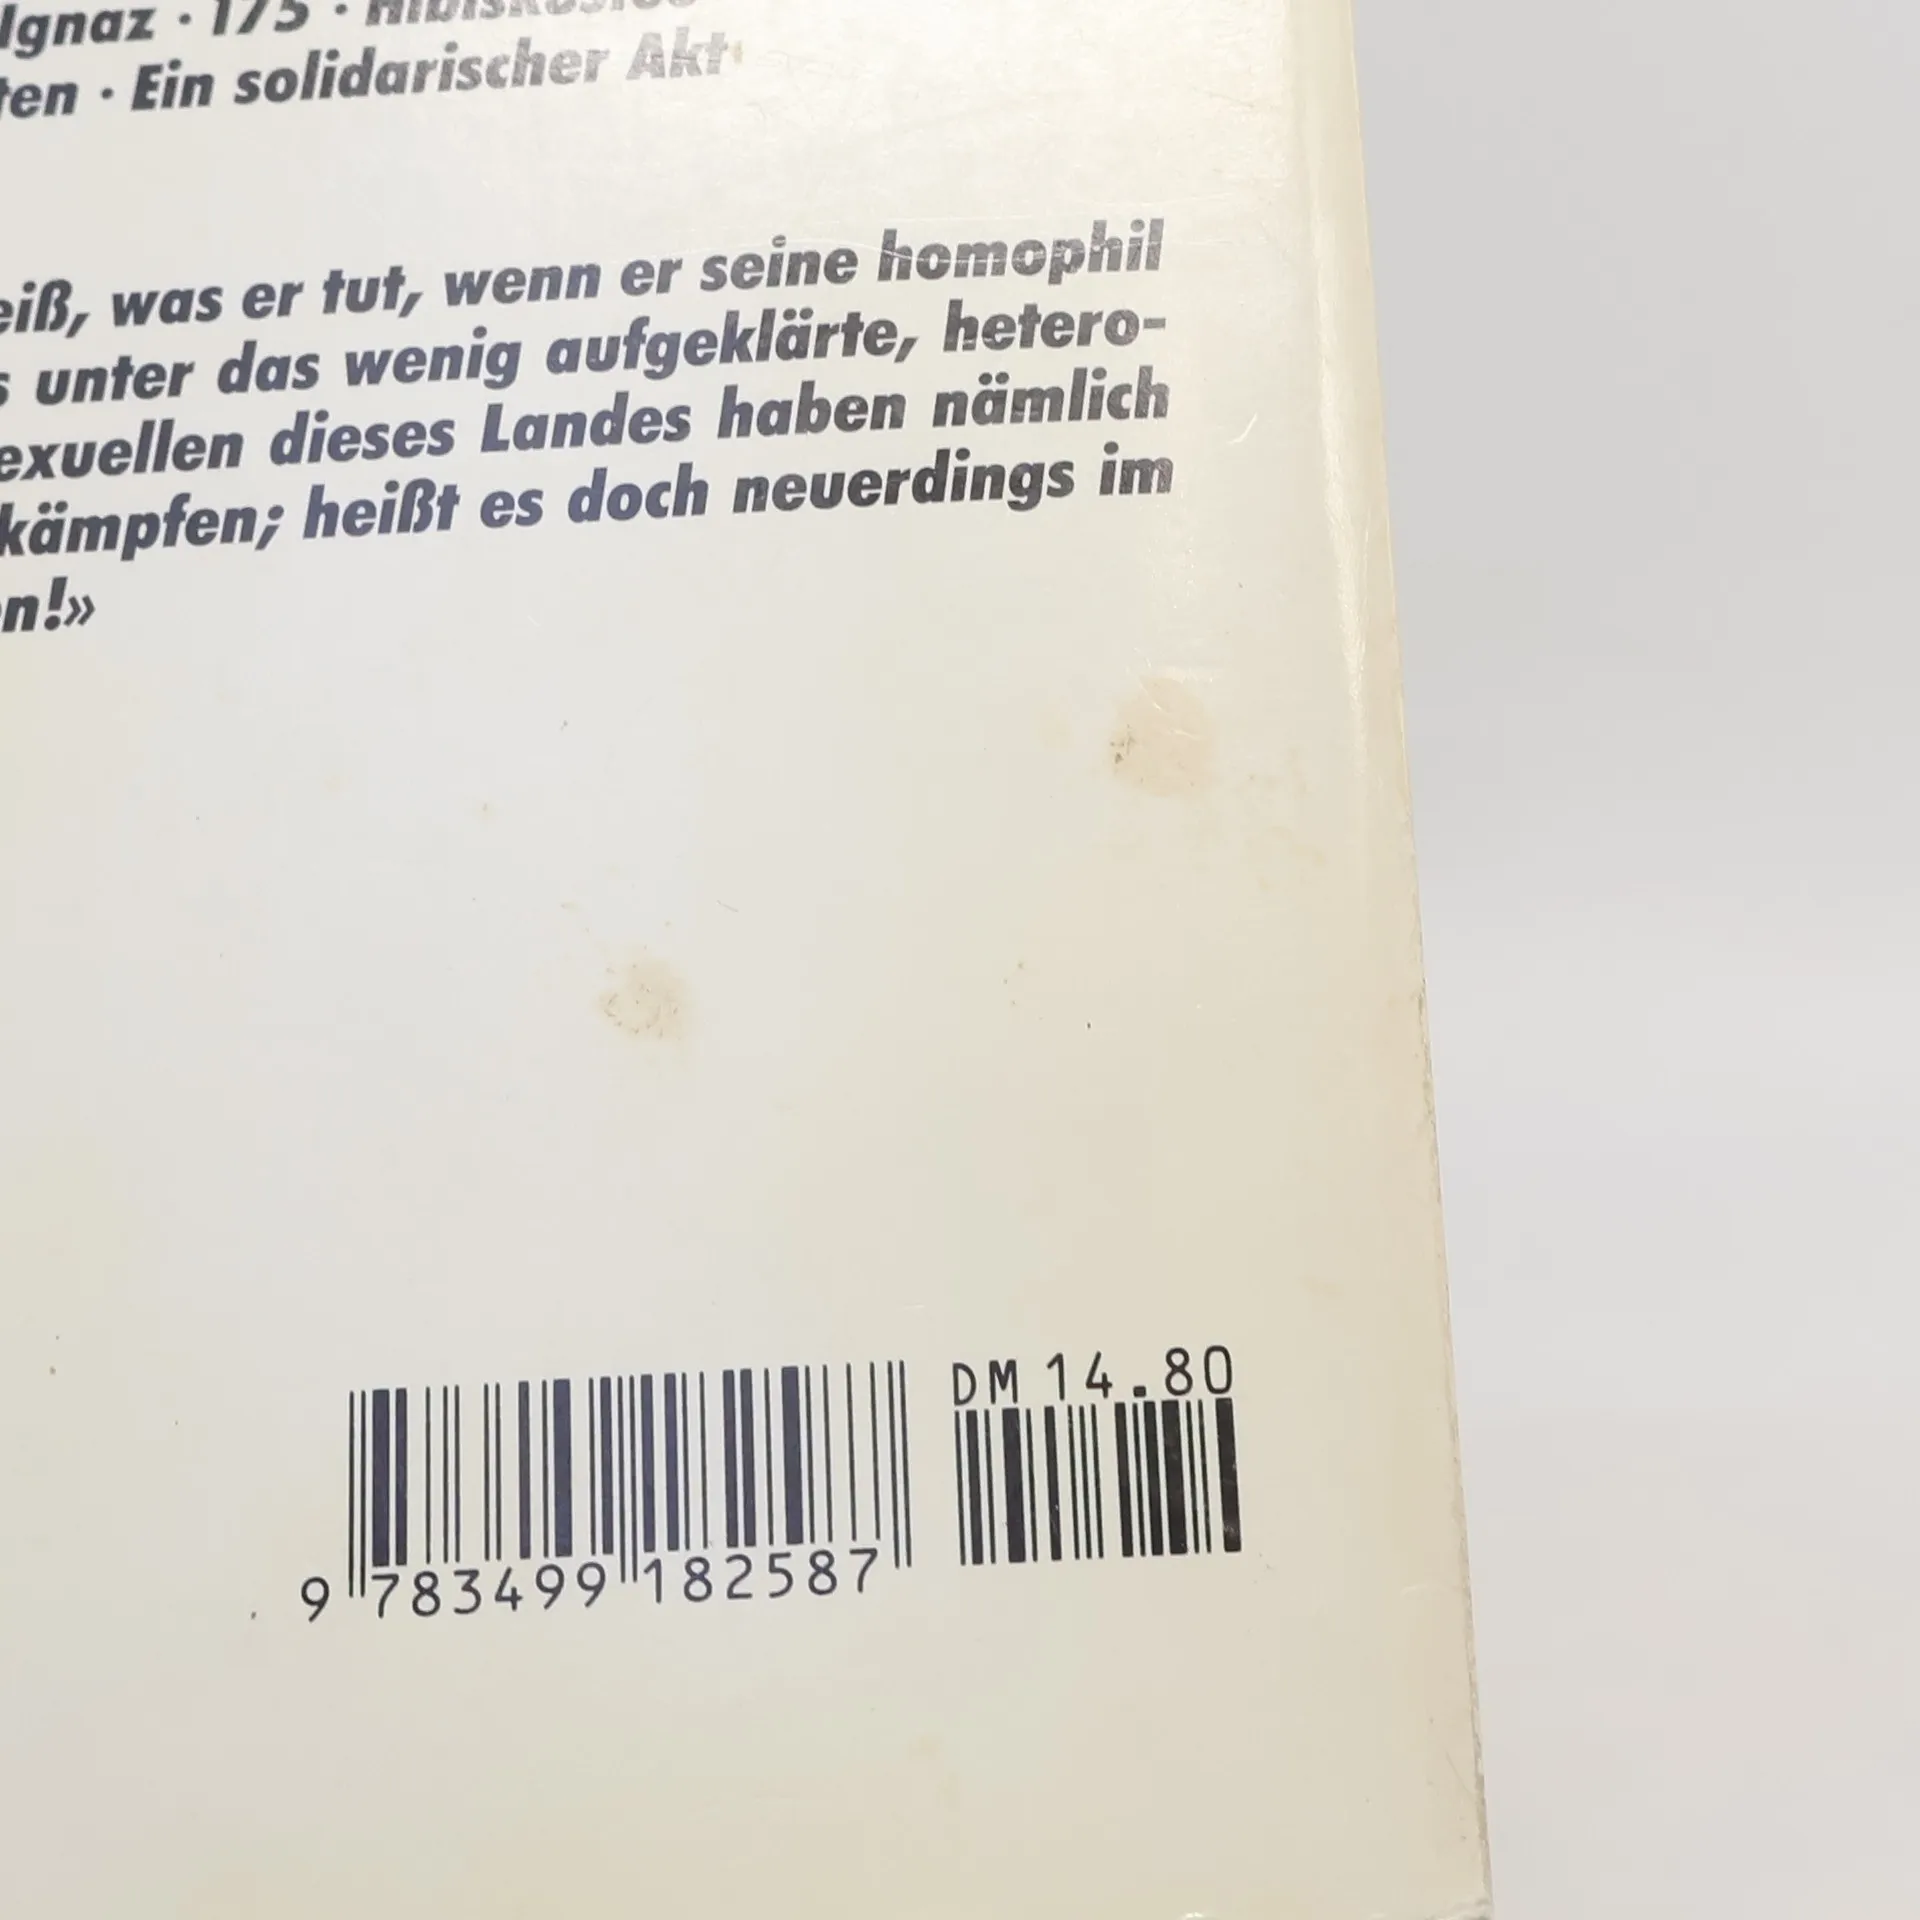 Ignaz · 175 ·
ten · Ein solidarischer Akt
eiß, was er tut, wenn er seine homophil
s unter das wenig aufgeklärte, hetero-
exuellen dieses Landes haben nämlich
kämpfen; heißt es doch neuerdings im
en!»
DM 14.80
9 783499 182587